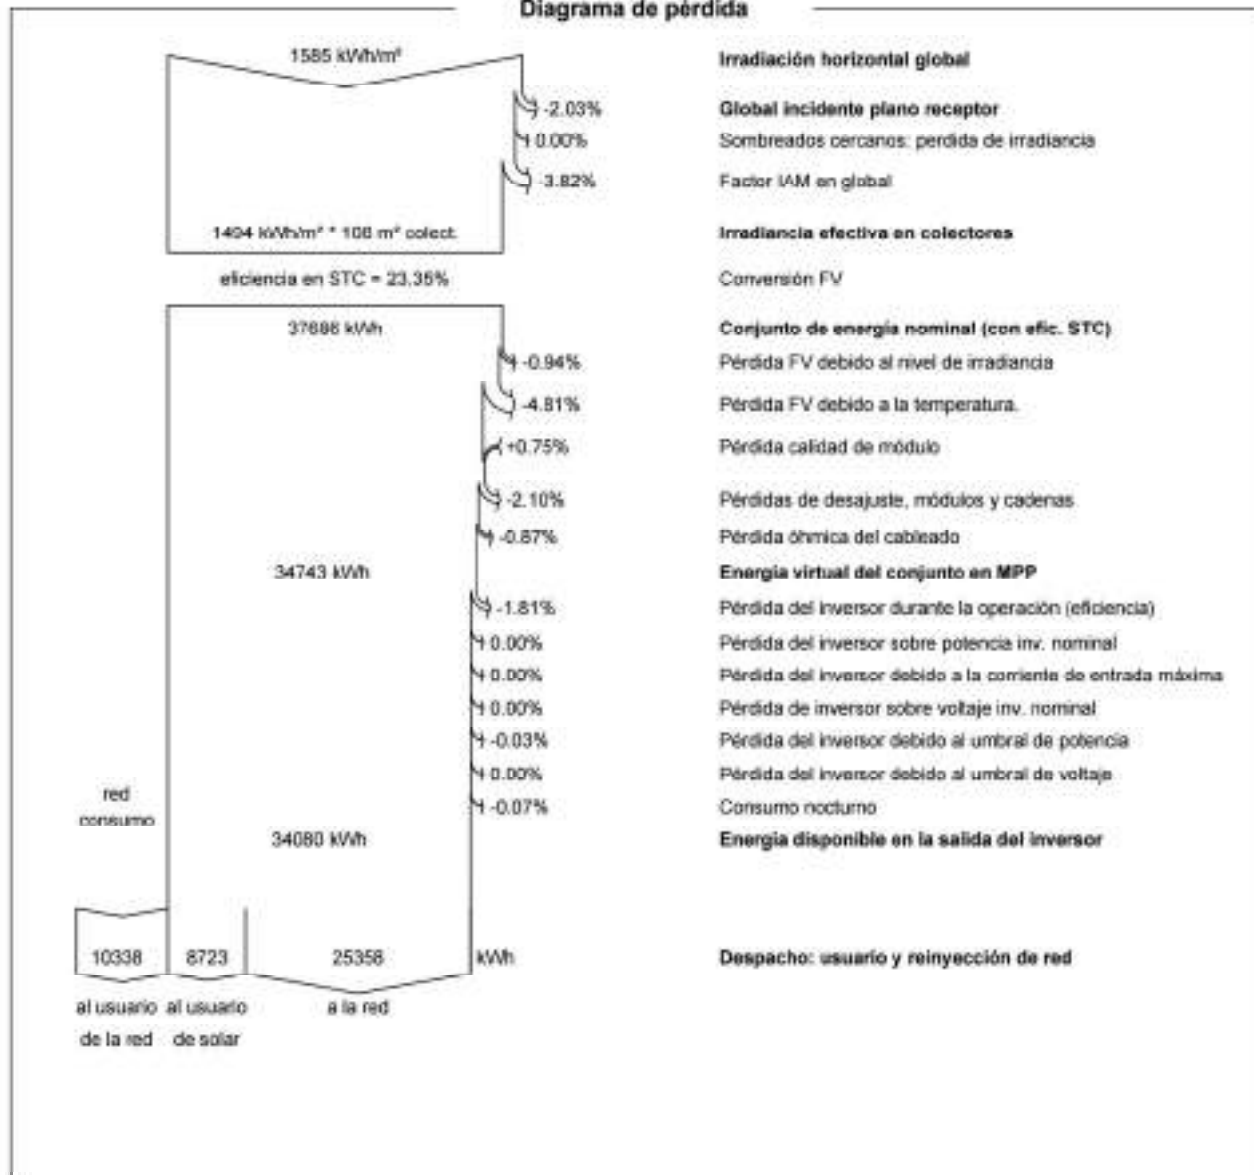 Diagrama de pérdida
1585 kWh/m² Irradiación horizontal global
-2.03% Global incidente plano receptor
0.00% Sombreados cercanos: perdida de irradiancia
-3.82% Factor IAM en global
1494 kWh/m² * 108 m² colect. Irradiancia efectiva en colectores
eficiencia en STC = 23.35% Conversión FV
37686 kWh Conjunto de energía nominal (con efic. STC)
-0.94% Pérdida FV debido al nivel de irradiancia
-4.81% Pérdida FV debido a la temperatura.
+0.75% Pérdida calidad de módulo
-2.10% Pérdidas de desajuste, módulos y cadenas
-0.87% Pérdida óhmica del cableado
34743 kWh Energía virtual del conjunto en MPP
-1.81% Pérdida del inversor durante la operación (eficiencia)
0.00% Pérdida del inversor sobre potencia inv. nominal
0.00% Pérdida del inversor debido a la corriente de entrada máxima
0.00% Pérdida de inversor sobre voltaje inv. nominal
-0.03% Pérdida del inversor debido al umbral de potencia
0.00% Pérdida del inversor debido al umbral de voltaje
red
consumo
-0.07% Consumo nocturno
34080 kWh Energía disponible en la salida del inversor
10338 8723 25358 kWh Despacho: usuario y reinyección de red
al usuario al usuario a la red
de la red de solar